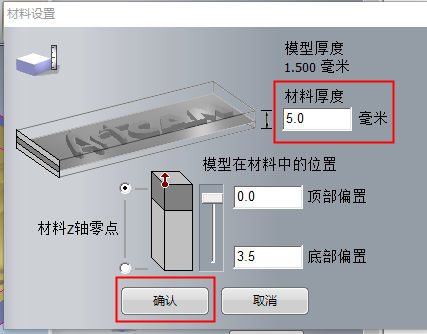 材料设置
模型厚度
1.500 毫米
材料厚度
5.0 毫米
ArtCAM
模型在材料中的位置
0.0 顶部偏置
材料z轴零点
3.5 底部偏置
确认 取消